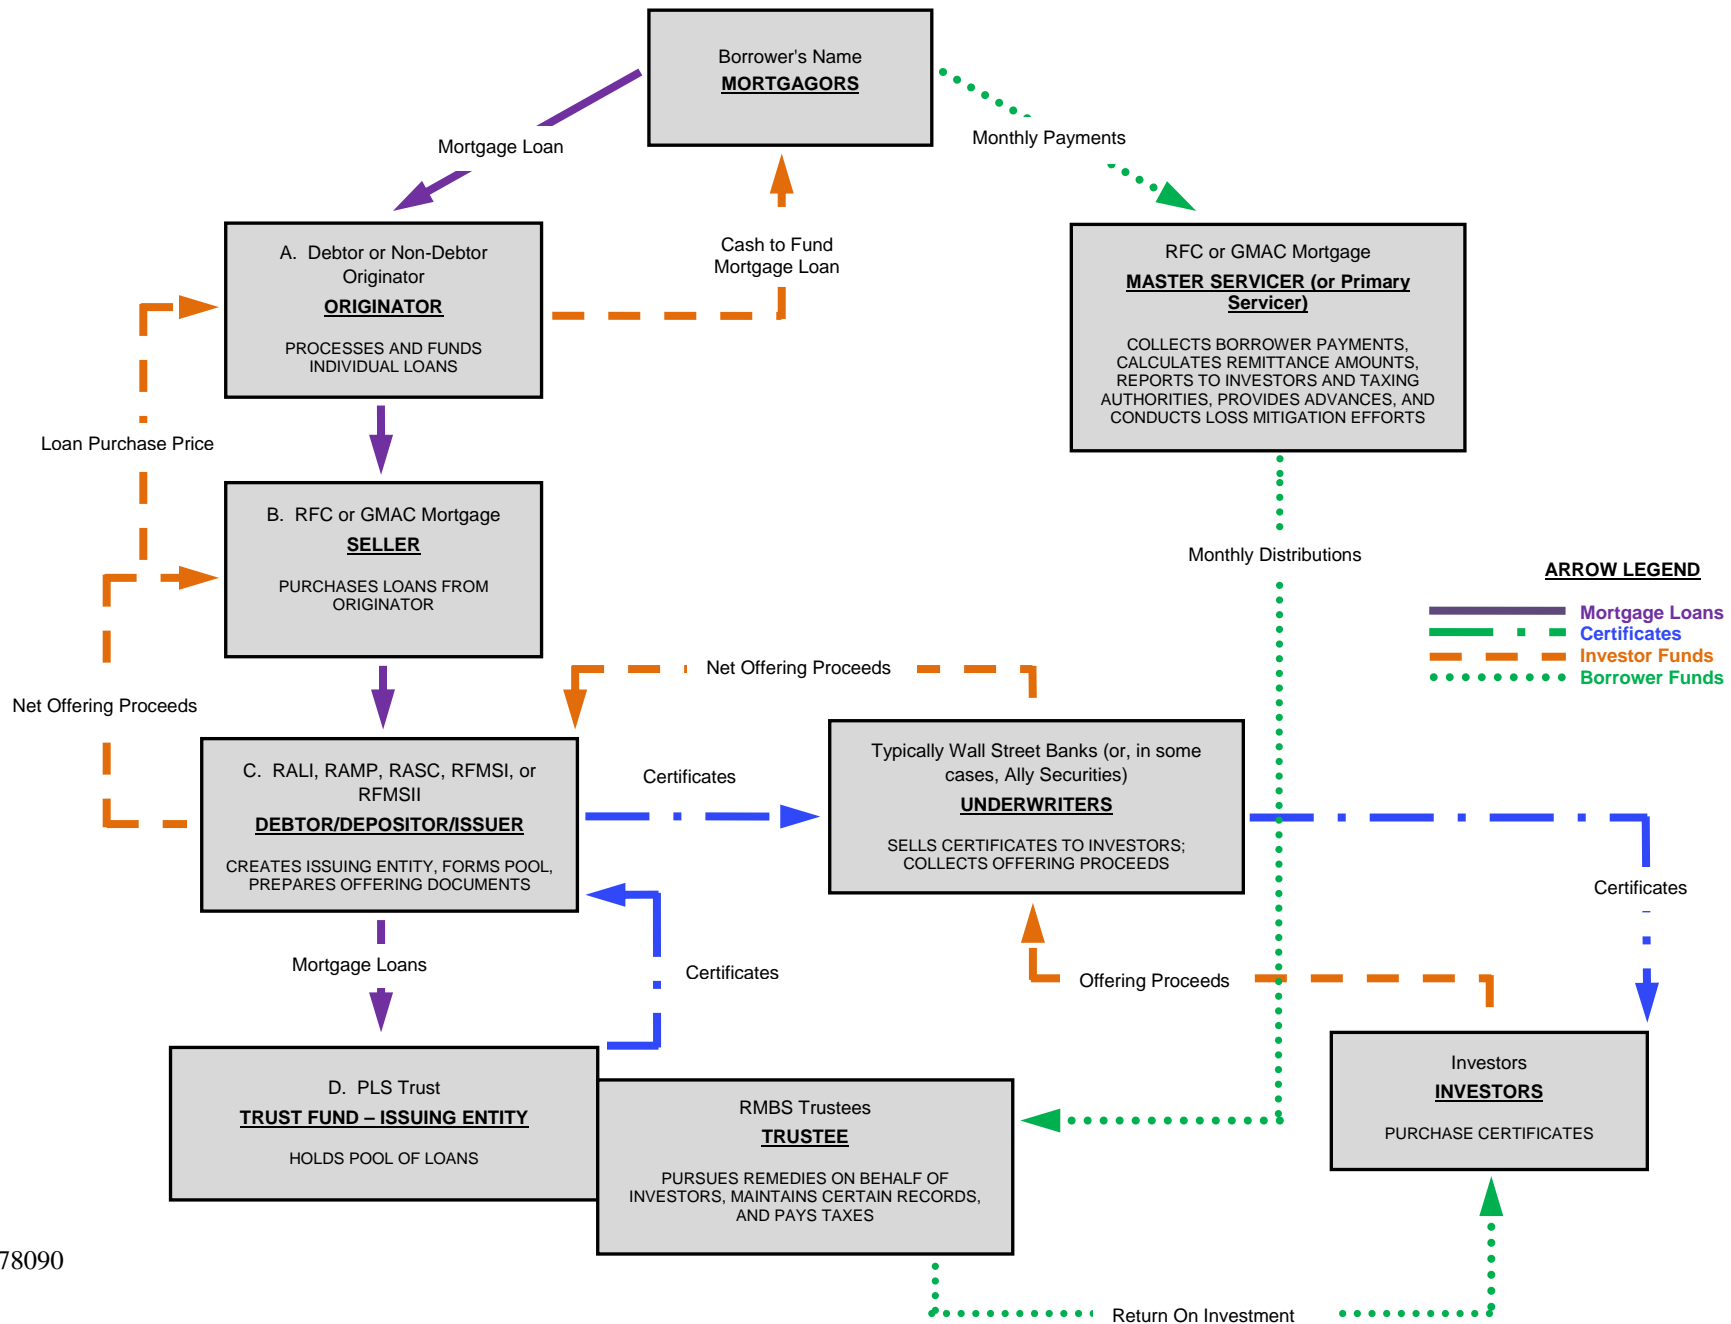 Borrower's Name
MORTGAGORS
Mortgage Loan
Monthly Payments
Cash to Fund
Mortgage Loan
A. Debtor or Non-Debtor
Originator
ORIGINATOR
PROCESSES AND FUNDS
INDIVIDUAL LOANS
RFC or GMAC Mortgage
MASTER SERVICER (or Primary
Servicer)
COLLECTS BORROWER PAYMENTS,
CALCULATES REMITTANCE AMOUNTS,
REPORTS TO INVESTORS AND TAXING
AUTHORITIES, PROVIDES ADVANCES, AND
CONDUCTS LOSS MITIGATION EFFORTS
Loan Purchase Price
B. RFC or GMAC Mortgage
SELLER
PURCHASES LOANS FROM
ORIGINATOR
Monthly Distributions
ARROW LEGEND
Mortgage Loans
Certificates
Investor Funds
Borrower Funds
Net Offering Proceeds
Net Offering Proceeds
C. RALI, RAMP, RASC, RFMSI, or
RFMSII
DEBTOR/DEPOSITOR/ISSUER
CREATES ISSUING ENTITY, FORMS POOL,
PREPARES OFFERING DOCUMENTS
Certificates
Typically Wall Street Banks (or, in some
cases, Ally Securities)
UNDERWRITERS
SELLS CERTIFICATES TO INVESTORS;
COLLECTS OFFERING PROCEEDS
Certificates
Mortgage Loans
Certificates
Offering Proceeds
D. PLS Trust
TRUST FUND – ISSUING ENTITY
HOLDS POOL OF LOANS
RMBS Trustees
TRUSTEE
PURSUES REMEDIES ON BEHALF OF
INVESTORS, MAINTAINS CERTAIN RECORDS,
AND PAYS TAXES
Investors
INVESTORS
PURCHASE CERTIFICATES
78090
Return On Investment